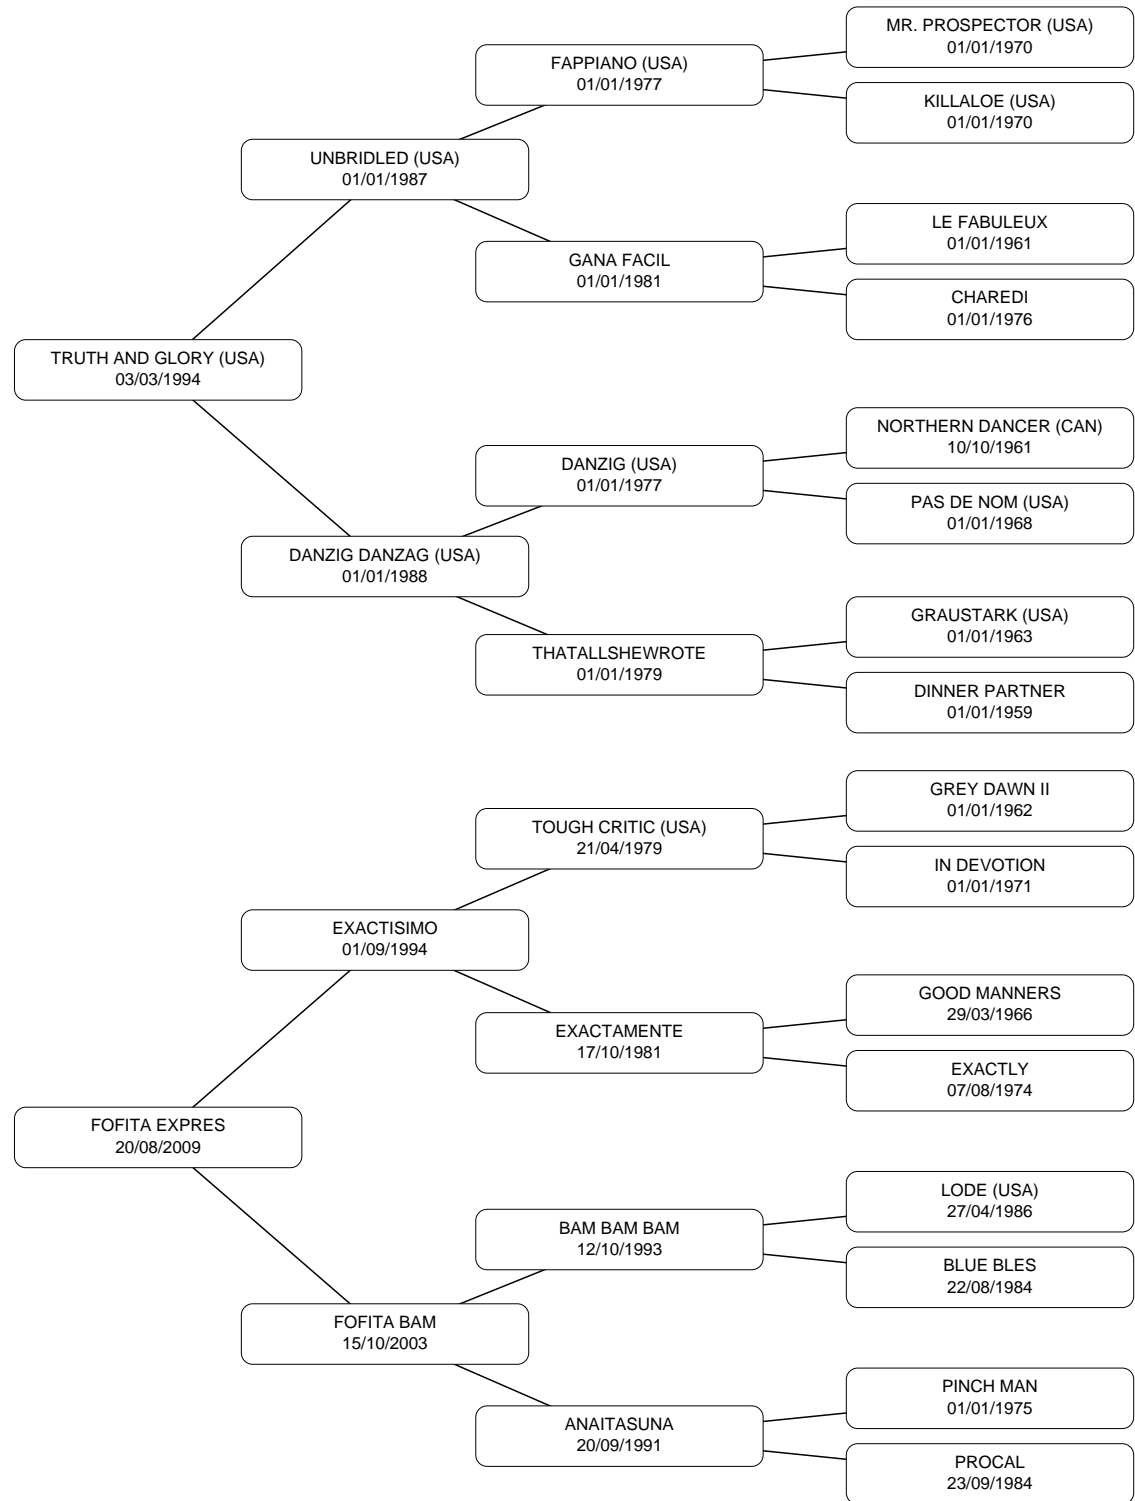 MR. PROSPECTOR (USA)
01/01/1970
FAPPIANO (USA)
01/01/1977
KILLALOE (USA)
01/01/1970
UNBRIDLED (USA)
01/01/1987
LE FABULEUX
01/01/1961
GANA FACIL
01/01/1981
CHAREDI
01/01/1976
TRUTH AND GLORY (USA)
03/03/1994
NORTHERN DANCER (CAN)
10/10/1961
DANZIG (USA)
01/01/1977
PAS DE NOM (USA)
01/01/1968
DANZIG DANZAG (USA)
01/01/1988
GRAUSTARK (USA)
01/01/1963
THATALLSHEWROTE
01/01/1979
DINNER PARTNER
01/01/1959
GREY DAWN II
01/01/1962
TOUGH CRITIC (USA)
21/04/1979
IN DEVOTION
01/01/1971
EXACTISIMO
01/09/1994
GOOD MANNERS
29/03/1966
EXACTAMENTE
17/10/1981
EXACTLY
07/08/1974
FOFITA EXPRES
20/08/2009
LODE (USA)
27/04/1986
BAM BAM BAM
12/10/1993
BLUE BLES
22/08/1984
FOFITA BAM
15/10/2003
PINCH MAN
01/01/1975
ANAITASUNA
20/09/1991
PROCAL
23/09/1984